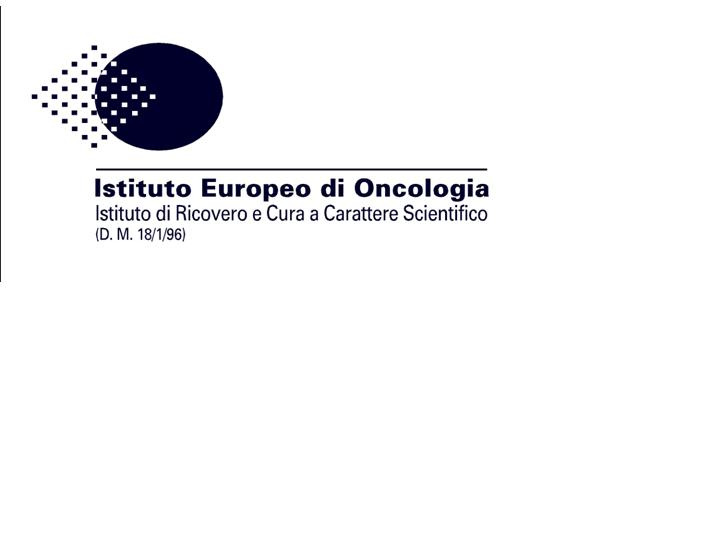 Istituto Europeo di Oncologia
Istituto di Ricovero e Cura a Carattere Scientifico
(D. M. 18/1/96)